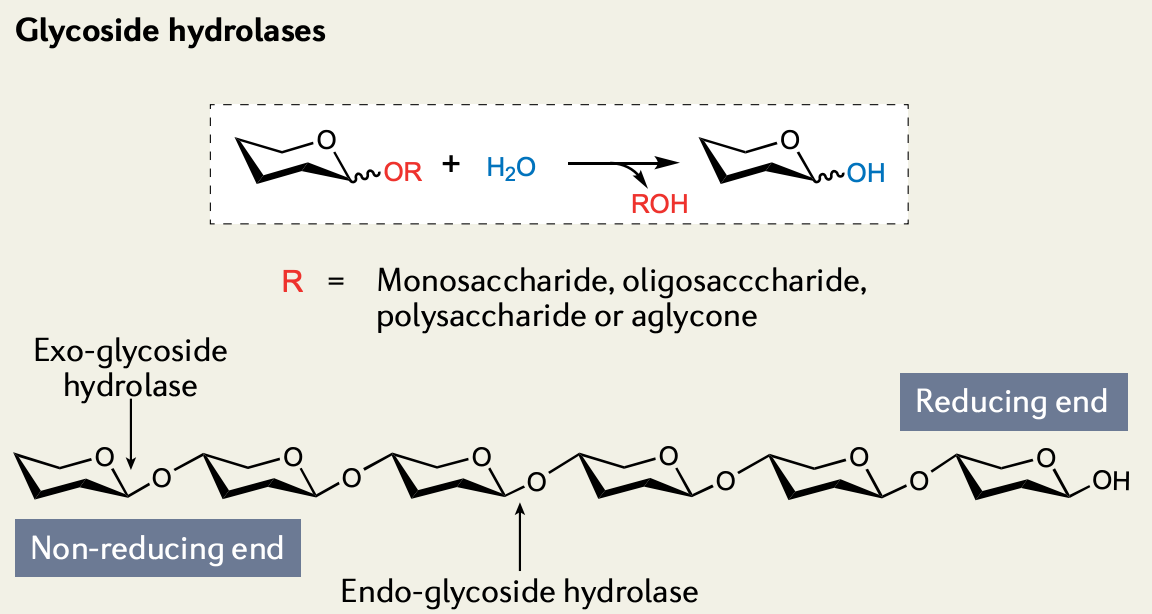 Glycoside hydrolases
O
OR + H₂O
ROH
O
OH
R = Monosaccharide, oligosacccharide,
polysaccharide or aglycone
Exo-glycoside
hydrolase
Reducing end
O O O O O O O O O O O OH
Non-reducing end
Endo-glycoside hydrolase